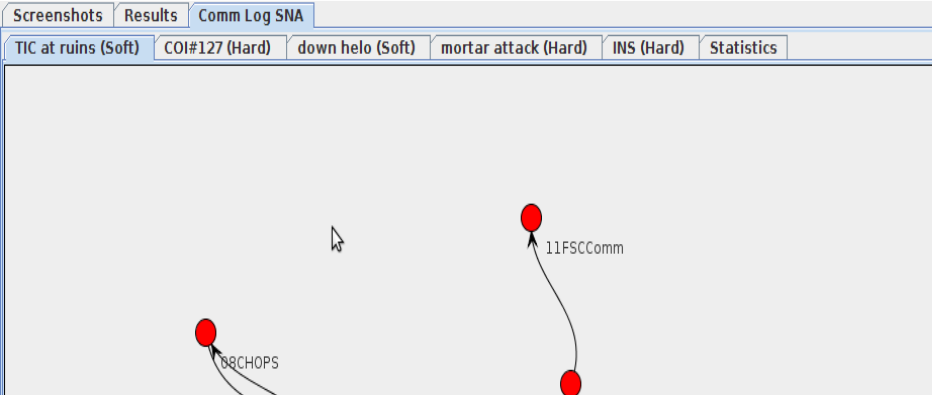 Screenshots Results Comm Log SNA
TIC at ruins (Soft) COI#127 (Hard) down helo (Soft) mortar attack (Hard) INS (Hard) Statistics
11FSCComm
08CHOPS